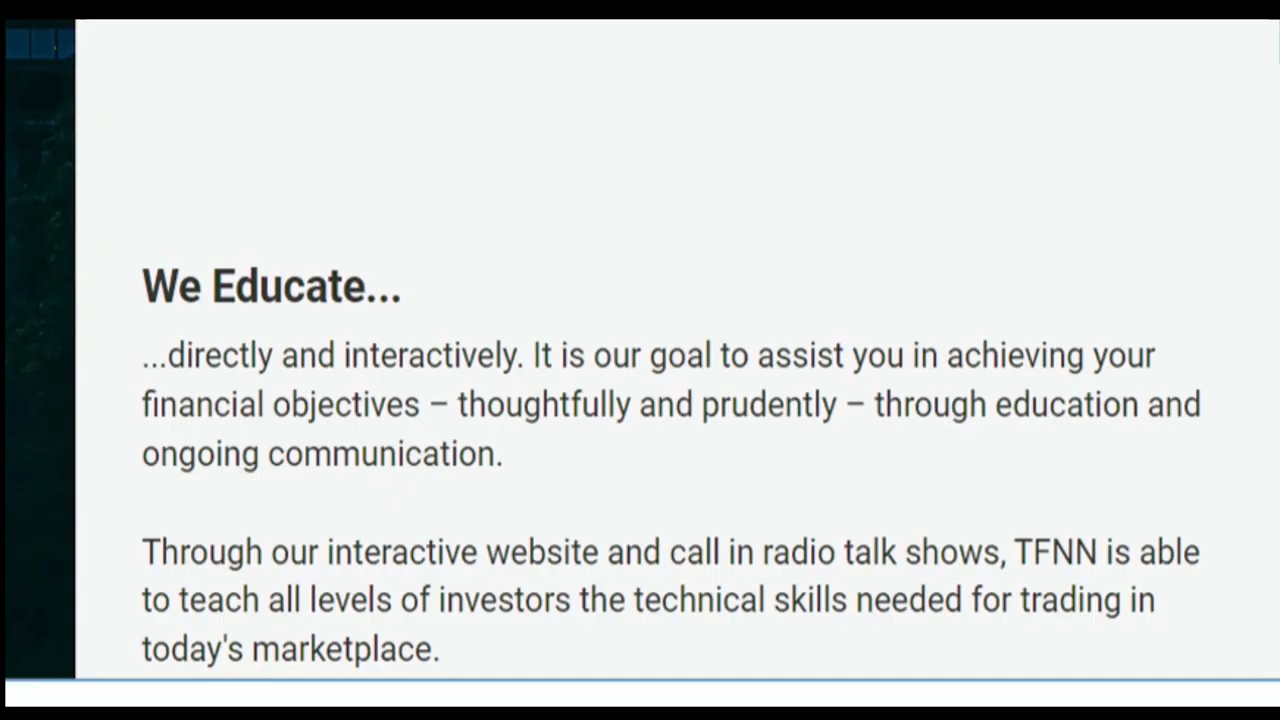 We Educate...
...directly and interactively. It is our goal to assist you in achieving your
financial objectives – thoughtfully and prudently – through education and
ongoing communication.
Through our interactive website and call in radio talk shows, TFNN is able
to teach all levels of investors the technical skills needed for trading in
today's marketplace.